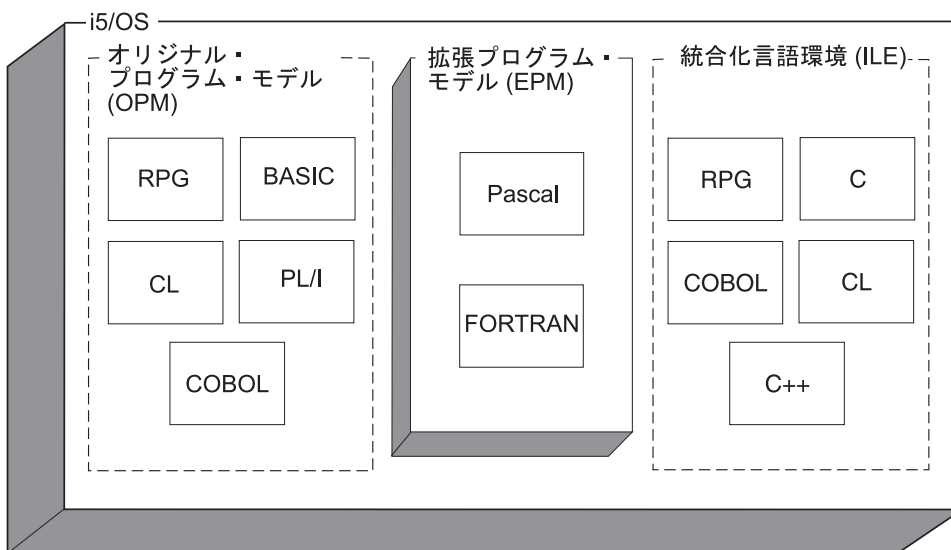 i5/OS
オリジナル・
プログラム・モデル
(OPM)
RPG
BASIC
CL
PL/I
COBOL
拡張プログラム・
モデル (EPM)
Pascal
FORTRAN
統合化言語環境 (ILE)
RPG
C
COBOL
CL
C++